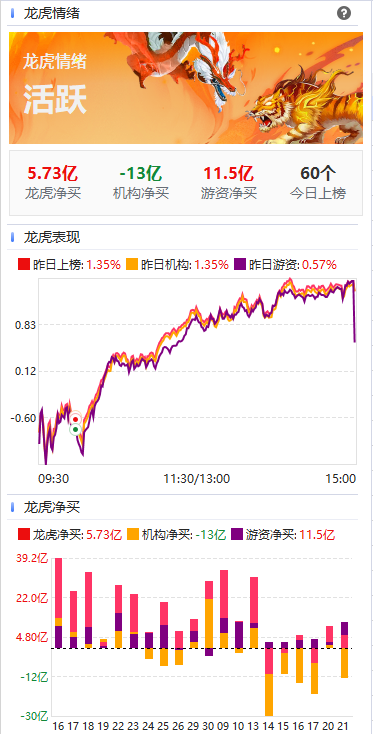 龙虎情绪 ?
龙虎情绪
活跃
5.73亿 -13亿 11.5亿 60个
龙虎净买 机构净买 游资净买 今日上榜
龙虎表现
昨日上榜: 1.35% 昨日机构: 1.35% 昨日游资: 0.57%
0.83
0.12
-0.60
09:30 11:30/13:00 15:00
龙虎净买
龙虎净买: 5.73亿 机构净买: -13亿 游资净买: 11.5亿
39.2亿
22.0亿
4.80亿
-12亿
-30亿
16 17 18 19 22 23 24 25 26 29 30 09 10 13 14 15 16 17 20 21